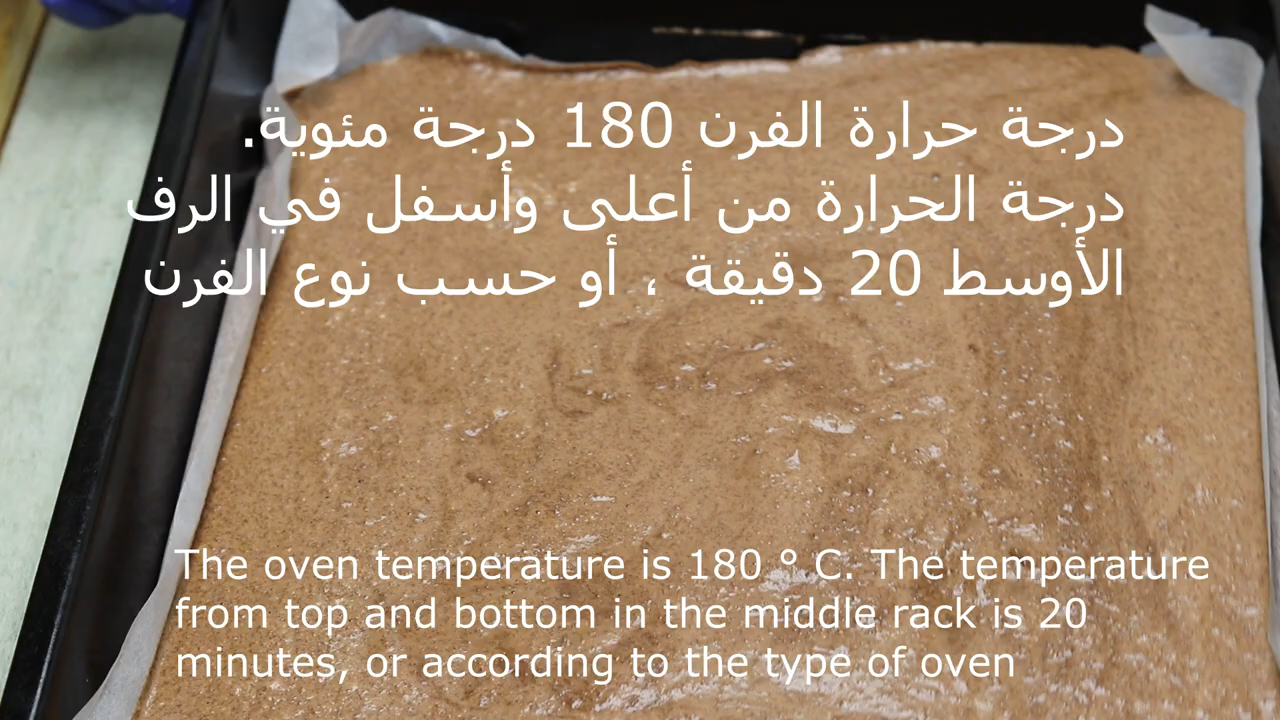 درجة حرارة الفرن 180 درجة مئوية.
درجة الحرارة من أعلى وأسفل في الرف
الأوسط 20 دقيقة ، أو حسب نوع الفرن
The oven temperature is 180 ° C. The temperature
from top and bottom in the middle rack is 20
minutes, or according to the type of oven